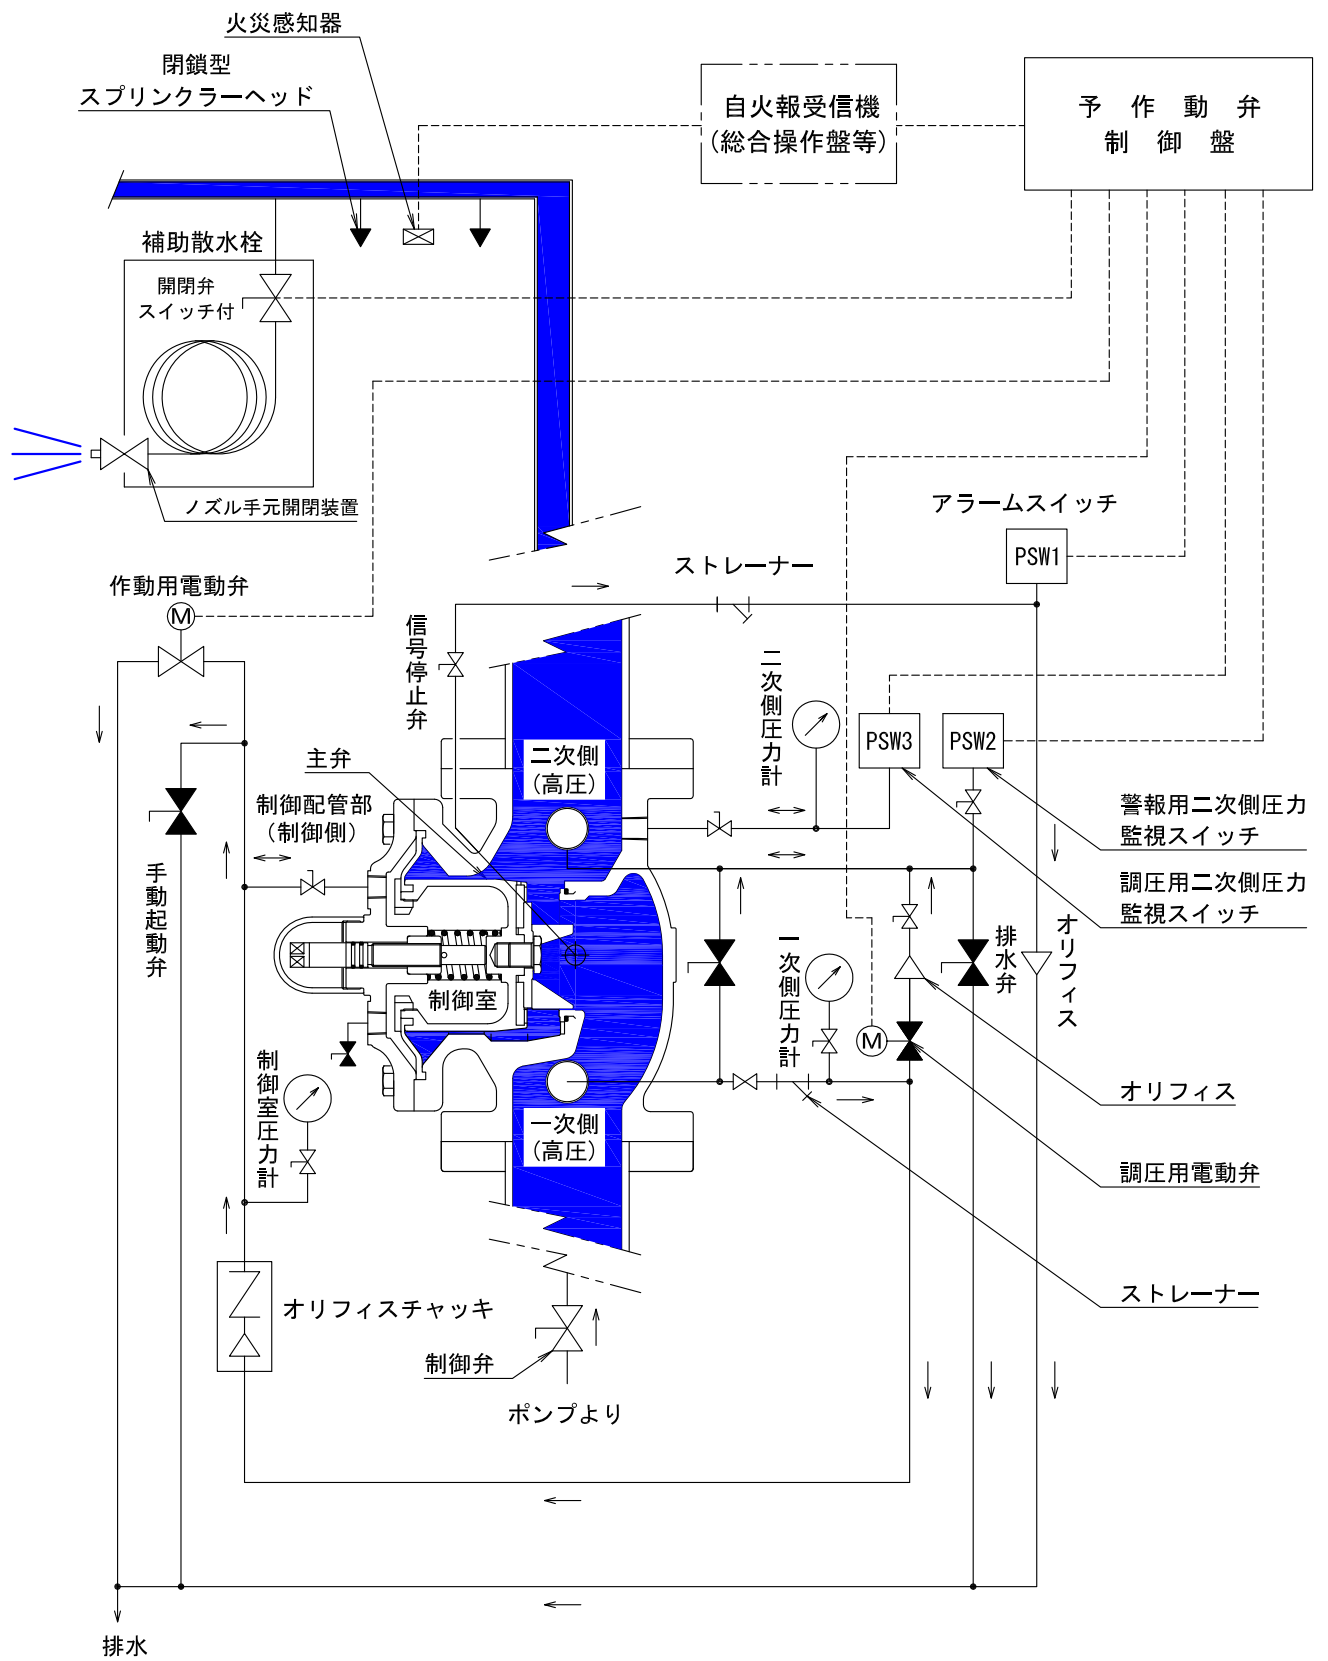 火災感知器
閉鎖型
スプリンクラーヘッド
自火報受信機
(総合操作盤等)
予作動弁
制御盤
補助散水栓
開閉弁
スイッチ付
ノズル手元開閉装置
アラームスイッチ
PSW1
ストレーナー
作動用電動弁
M
信号停止弁
二次側圧力計
PSW3
PSW2
主弁
二次側
(高圧)
制御配管部
(制御側)
警報用二次側圧力
監視スイッチ
調圧用二次側圧力
監視スイッチ
手動起動弁
オリフィス
排水弁
一次側圧力計
制御室
M
制御室圧力計
オリフィス
一次側
(高圧)
調圧用電動弁
ストレーナー
オリフィスチャッキ
制御弁
ポンプより
排水